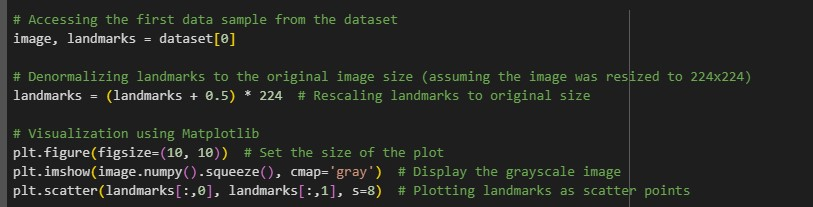 # Accessing the first data sample from the dataset
image, landmarks = dataset[0]
# Denormalizing landmarks to the original image size (assuming the image was resized to 224x224)
landmarks = (landmarks + 0.5) * 224  # Rescaling landmarks to original size
# Visualization using Matplotlib
plt.figure(figsize=(10, 10))  # Set the size of the plot
plt.imshow(image.numpy().squeeze(), cmap='gray')  # Display the grayscale image
plt.scatter(landmarks[:,0], landmarks[:,1], s=8)  # Plotting landmarks as scatter points